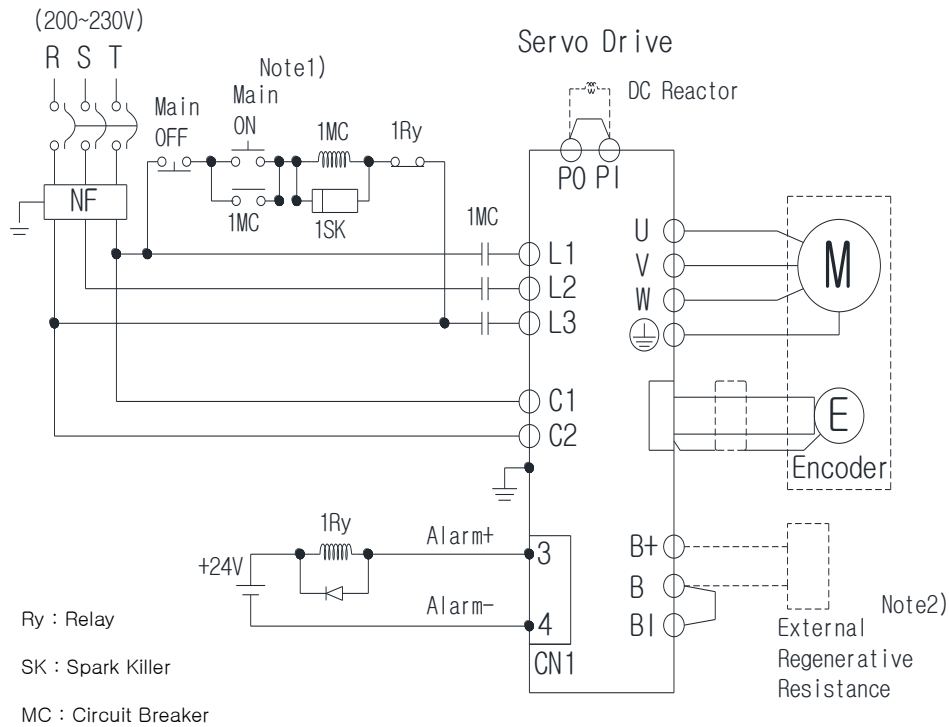 (200~230V)
R S T
Servo Drive
Note1)
Main
OFF
Main
ON
1MC
1Ry
DC Reactor
PO PI
NF
1MC
1SK
1MC
L1
L2
L3
C1
C2
U
V
W
M
E
Encoder
1Ry
+24V
Alarm+
Alarm-
3
4
CN1
B+
B
BI
Note2)
External
Regenerative
Resistance
Ry : Relay
SK : Spark Killer
MC : Circuit Breaker